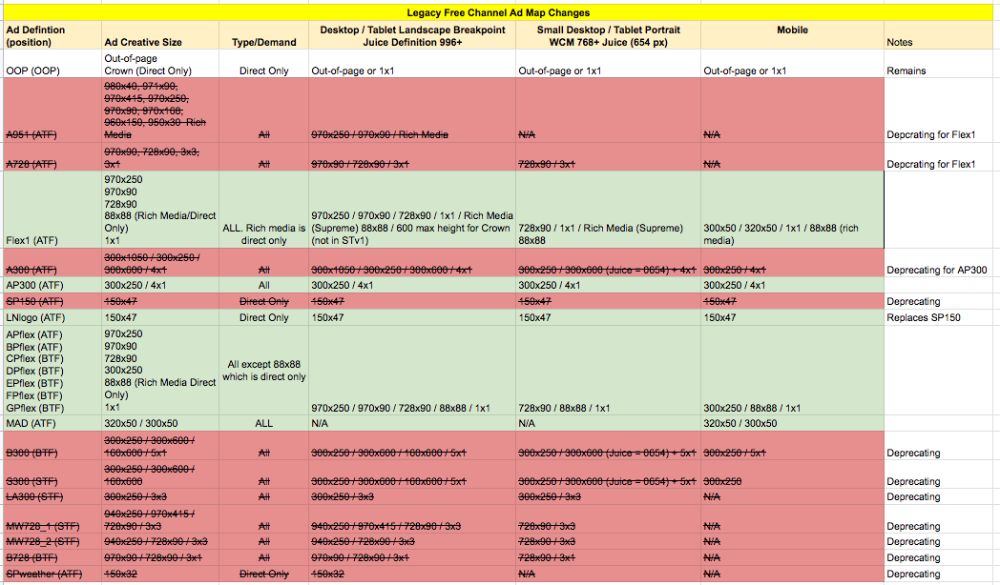 Legacy Free Channel Ad Map Changes
Ad Defintion (position) Ad Creative Size Type/Demand Desktop / Tablet Landscape Breakpoint Juice Definition 996+ Small Desktop / Tablet Portrait WCM 768+ Juice (654 px) Mobile Notes
OOP (OOP) Out-of-page Crown (Direct Only) Direct Only Out-of-page or 1x1 Out-of-page or 1x1 Out-of-page or 1x1 Remains
A951 (ATF) 980x40, 971x90, 970x415, 970x250, 970x90, 970x168, 960x150, 950x30 Rich Media All 970x250 / 970x90 / Rich Media N/A N/A Depcrating for Flex1
A728 (ATF) 970x90, 728x90, 3x3, 3x1 All 970x90 / 728x90 / 3x1 728x90 / 3x1 N/A Depcrating for Flex1
Flex1 (ATF) 970x250 970x90 728x90 88x88 (Rich Media/Direct Only) 1x1 ALL. Rich media is direct only 970x250 / 970x90 / 728x90 / 1x1 / Rich Media (Supreme) 88x88 / 600 max height for Crown (not in STv1) 728x90 / 1x1 / Rich Media (Supreme) 88x88 300x50 / 320x50 / 1x1 / 88x88 (rich media)
A300 (ATF) 300x1050 / 300x250 / 300x600 / 4x1 All 300x1050 / 300x250 / 300x600 / 4x1 300x250 / 300x600 (Juice = 0654) + 4x1 300x250 / 4x1 Deprecating for AP300
AP300 (ATF) 300x250 / 4x1 All 300x250 / 4x1 300x250 / 4x1 300x250 / 4x1
SP150 (ATF) 150x47 Direct Only 150x47 150x47 150x47 Deprecating
LNlogo (ATF) 150x47 Direct Only 150x47 150x47 150x47 Replaces SP150
APflex (ATF) 970x250
BPflex (ATF) 970x90
CPflex (BTF) 728x90
DPflex (BTF) 300x250 All except 88x88
EPflex (BTF) 88x88 (Rich Media Direct which is direct only
FPflex (BTF) Only)
GPflex (BTF) 1x1 970x250 / 970x90 / 728x90 / 88x88 / 1x1 728x90 / 88x88 / 1x1 300x250 / 88x88 / 1x1
MAD (ATF) 320x50 / 300x50 ALL N/A N/A 320x50 / 300x50
B300 (BTF) 300x250 / 300x600 / 160x600 / 5x1 All 300x250 / 300x600 / 160x600 / 5x1 300x250 / 300x600 (Juice = 0654) + 5x1 300x250 / 5x1 Deprecating
S300 (STF) 300x250 / 300x600 / 160x600 All 300x250 / 300x600 / 160x600 / 5x1 300x250 / 300x600 (Juice = 0654) + 5x1 300x250 Deprecating
LA300 (STF) 300x250 / 3x3 All 300x250 / 3x3 300x250 / 3x3 N/A Deprecating
MW728_1 (STF) 940x250 / 970x415 / 728x90 / 3x3 All 940x250 / 970x415 / 728x90 / 3x3 728x90 / 3x3 N/A Deprecating
MW728_2 (STF) 940x250 / 728x90 / 3x3 All 940x250 / 728x90 / 3x3 728x90 / 3x3 N/A Deprecating
B728 (BTF) 970x90 / 728x90 / 3x1 All 970x90 / 728x90 / 3x1 728x90 / 3x1 N/A Deprecating
SPweather (ATF) 150x32 Direct Only 150x32 N/A N/A Deprecating